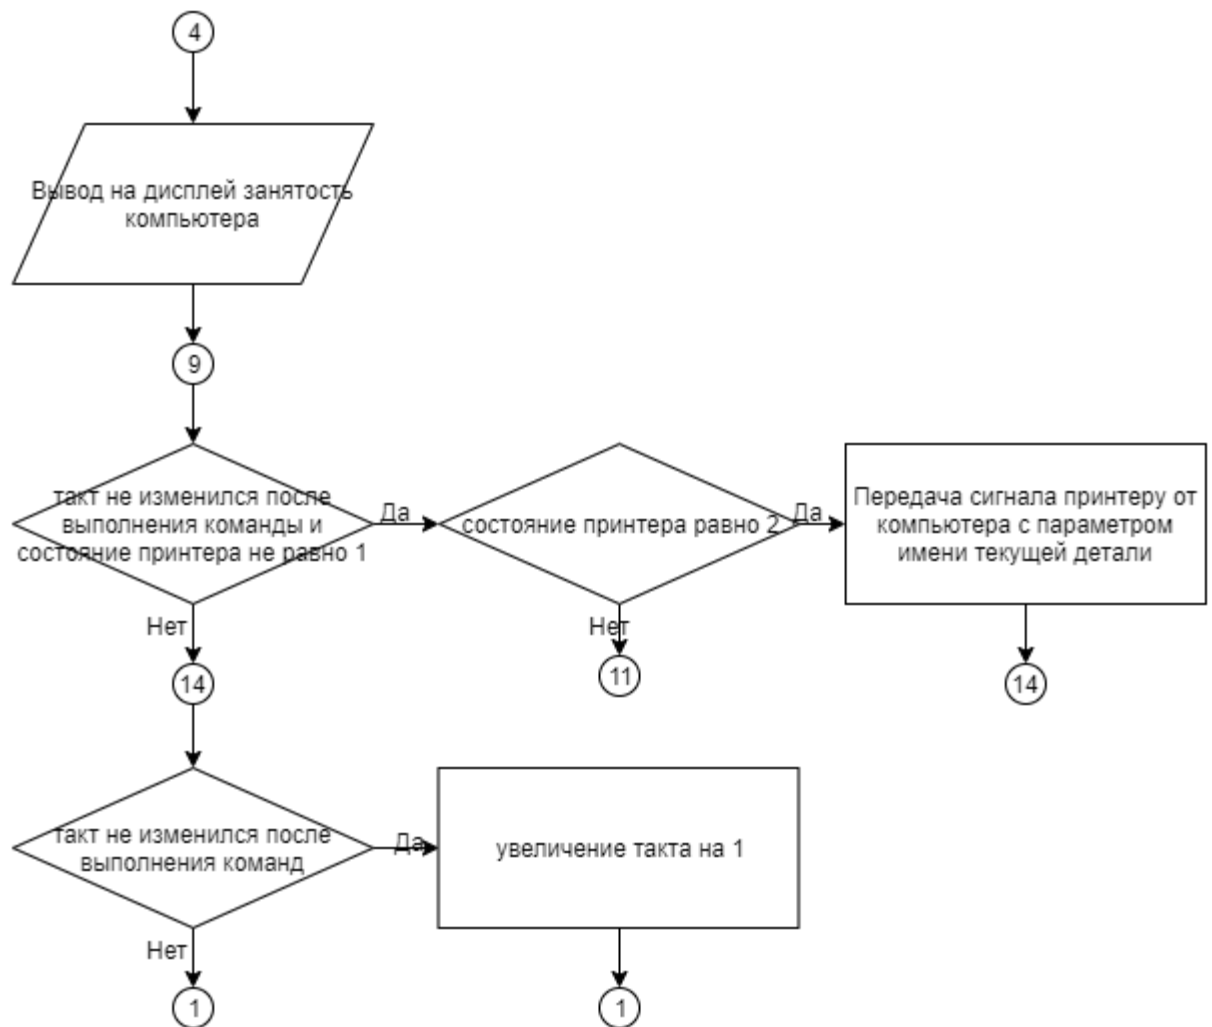 4
Вывод на дисплей занятость
компьютера
9
такт не изменился после
выполнения команды и
состояние принтера не равно 1
Да
состояние принтера равно 2
Да
Передача сигнала принтеру от
компьютера с параметром
имени текущей детали
Нет
Нет
14
11
14
такт не изменился после
выполнения команд
Да
увеличение такта на 1
Нет
1
1